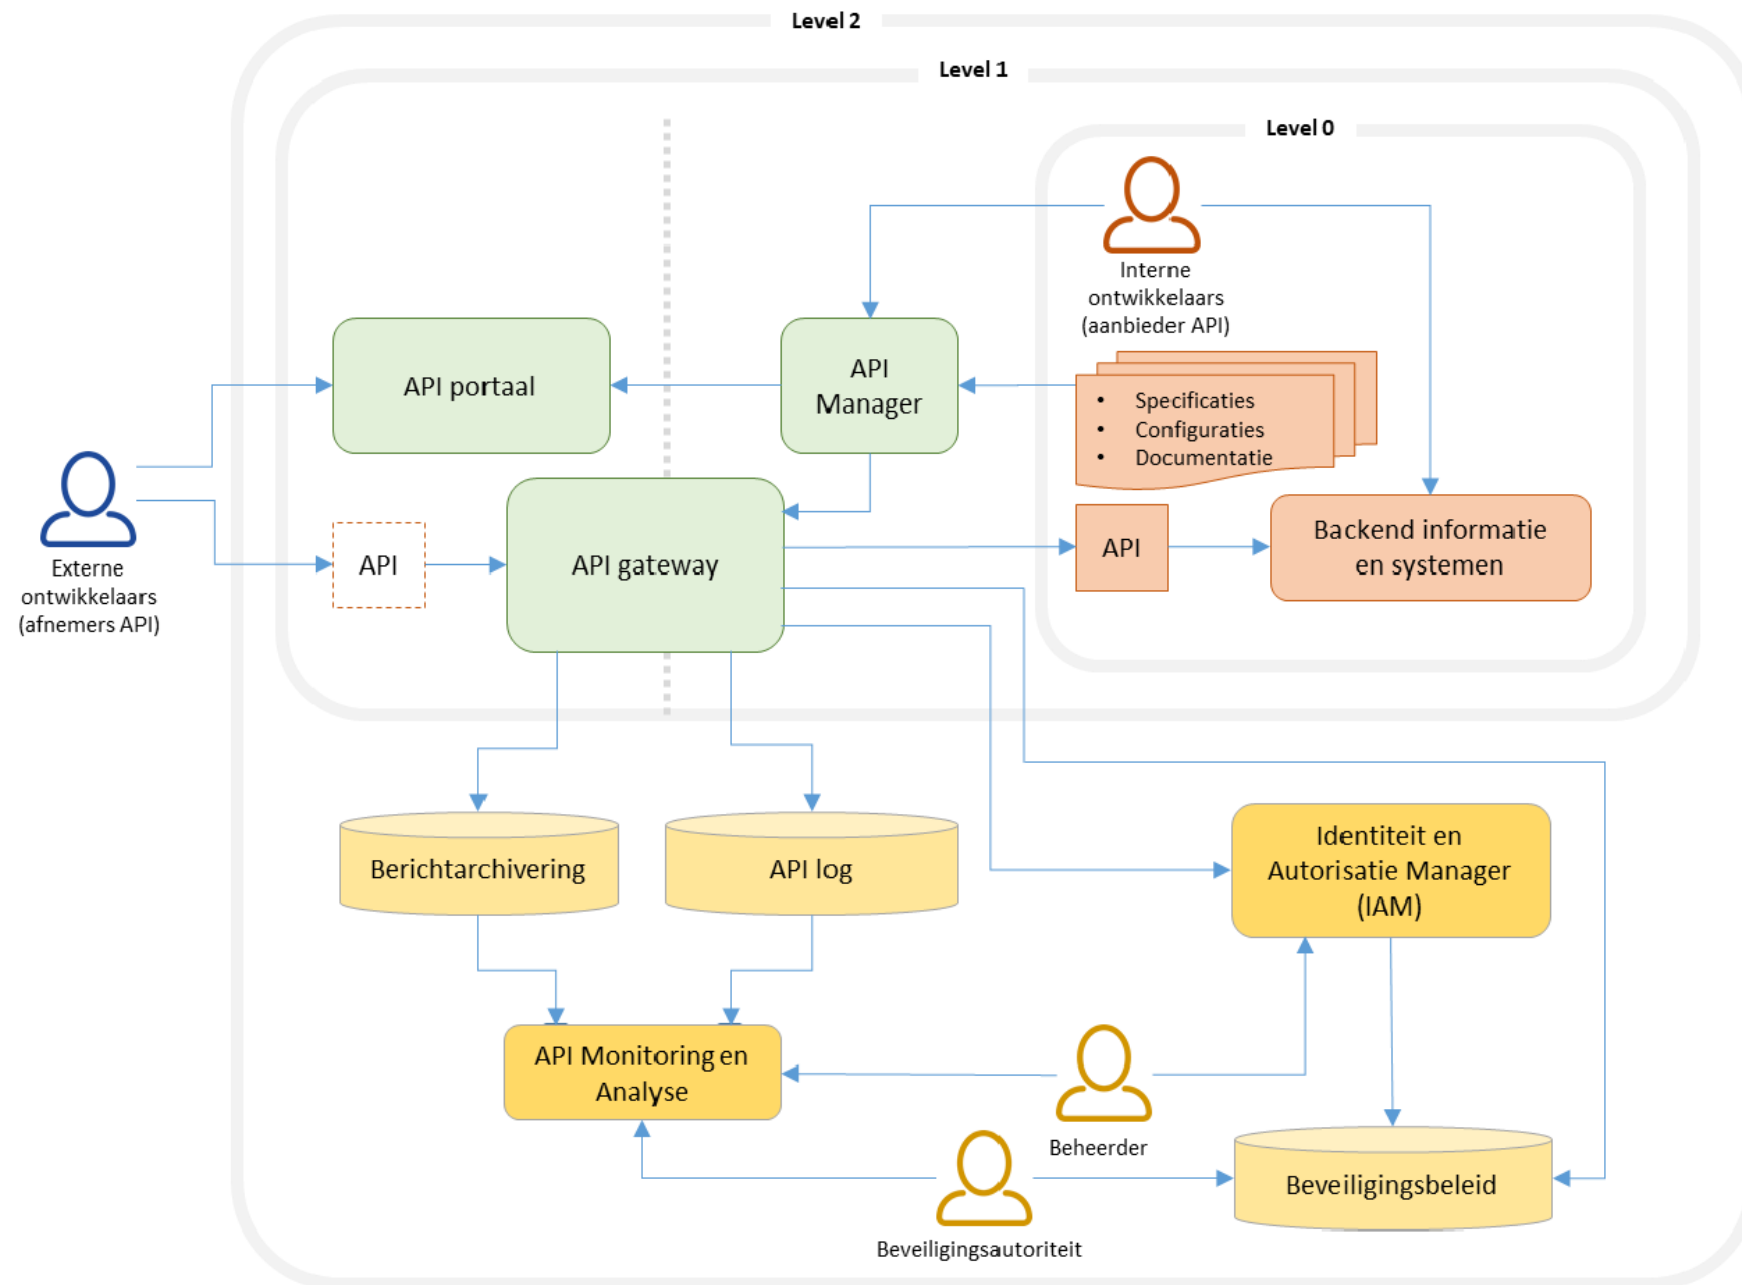 Level 2
Level 1
Level 0
Interne
ontwikkelaars
(aanbieder API)
API portaal
API
Manager
• Specificaties
• Configuraties
• Documentatie
Externe
ontwikkelaars
(afnemers API)
API
API gateway
API
Backend informatie
en systemen
Berichtarchivering
API log
Identiteit en
Autorisatie Manager
(IAM)
API Monitoring en
Analyse
Beheerder
Beveiligingsbeleid
Beveiligingsautoriteit